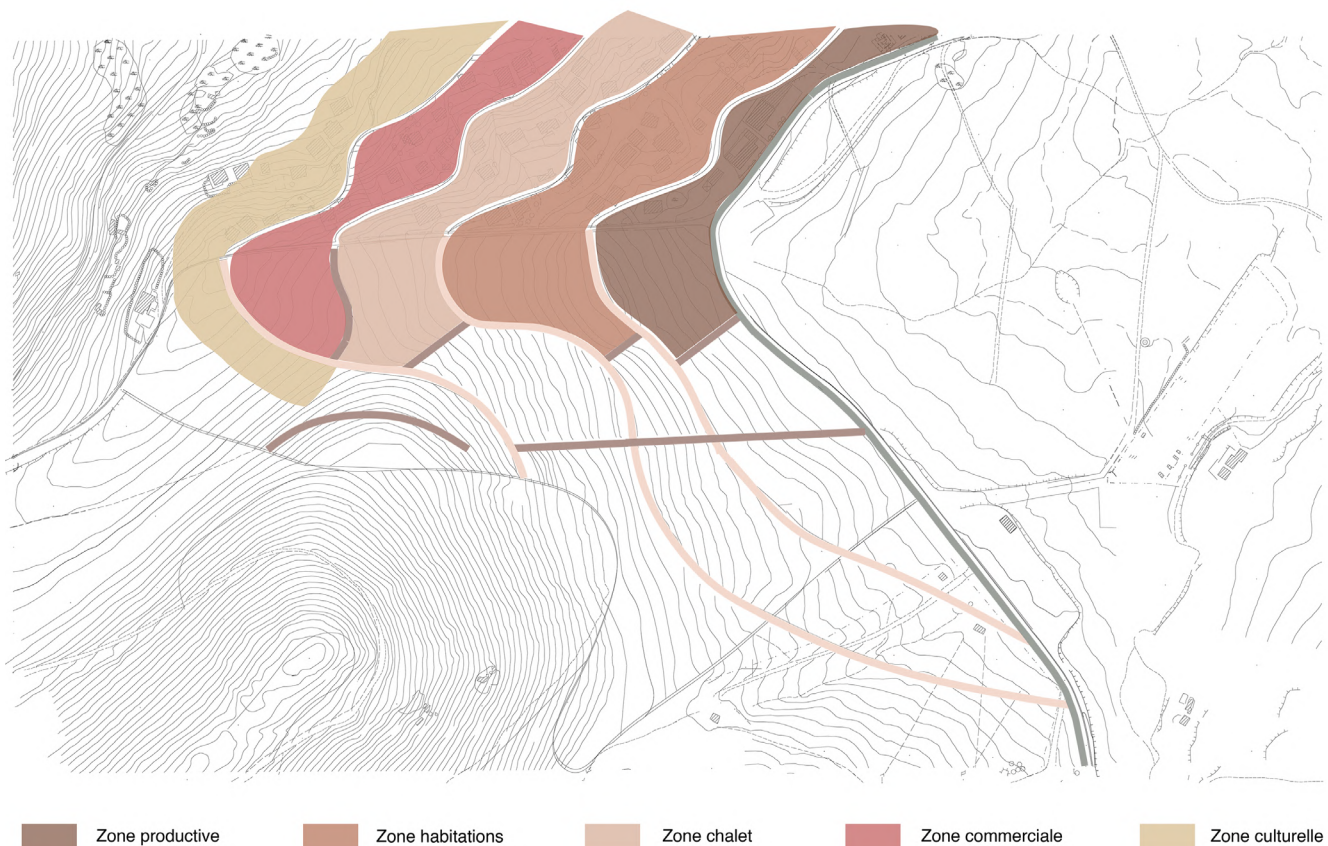 Zone productive
Zone habitations
Zone chalet
Zone commerciale
Zone culturelle